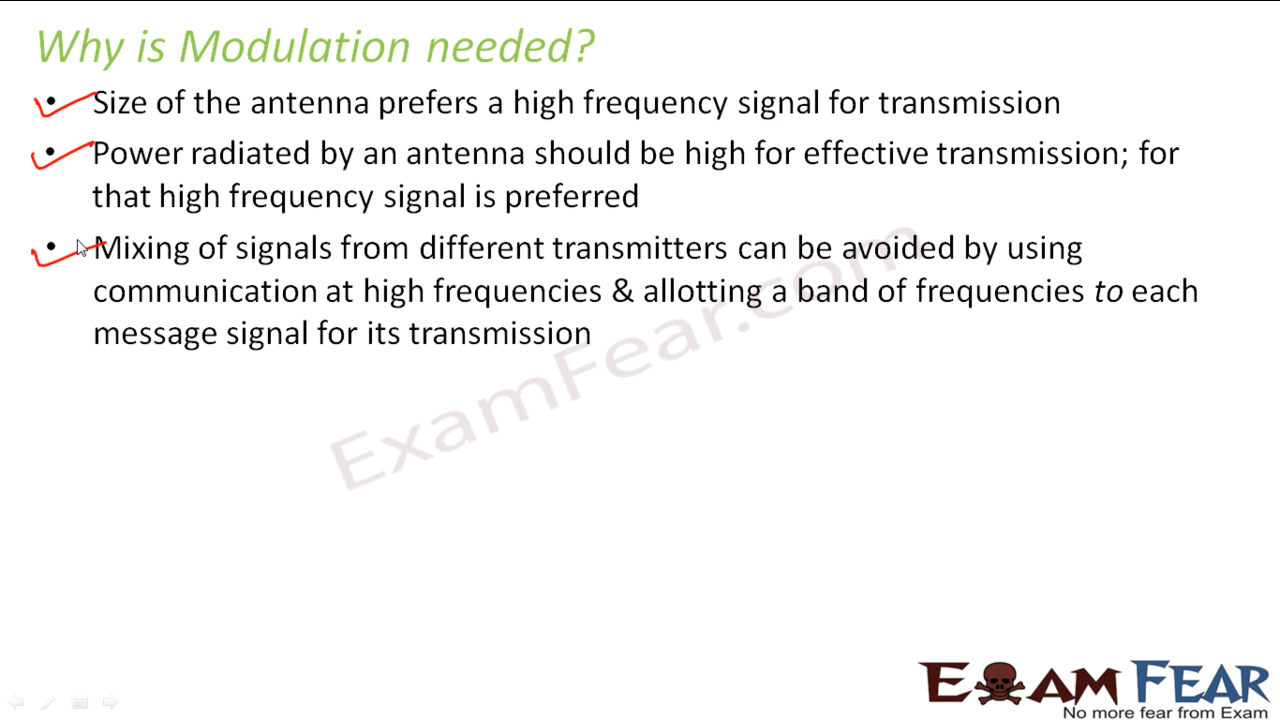 Why is Modulation needed?
• Size of the antenna prefers a high frequency signal for transmission
• Power radiated by an antenna should be high for effective transmission; for
that high frequency signal is preferred
• Mixing of signals from different transmitters can be avoided by using
communication at high frequencies & allotting a band of frequencies to each
message signal for its transmission
ExamFear.com
EXAM FEAR
No more fear from Exam